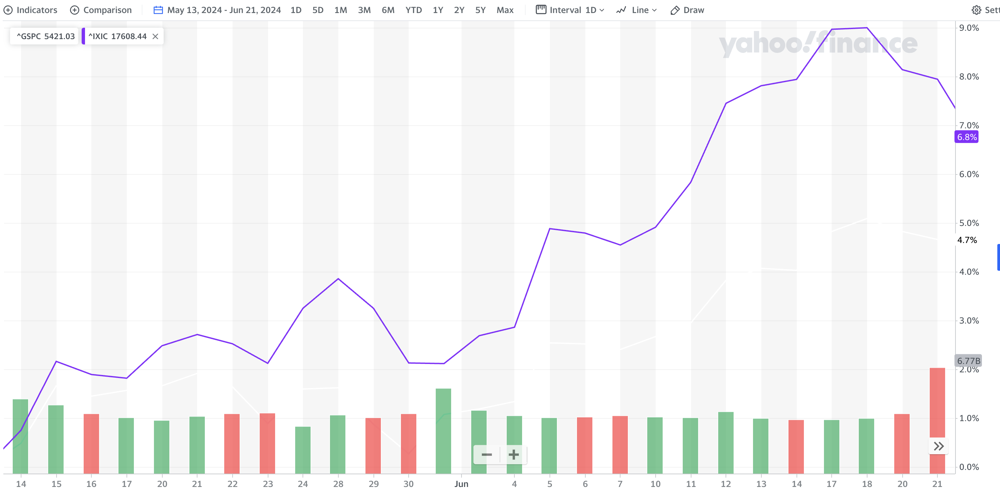 Indicators Comparison May 13, 2024 - Jun 21, 2024 1D 5D 1M 3M 6M YTD 1Y 2Y 5Y Max Interval 1D Line Draw Sett
^GSPC 5421.03 ^IXIC 17608.44
yahoo!finance
9.0%
8.0%
7.0%
6.8%
6.0%
5.0%
4.7%
4.0%
3.0%
6.77B
2.0%
1.0%
0.0%
14 15 16 17 20 21 22 23 24 28 29 30 Jun 4 5 6 7 10 11 12 13 14 17 18 20 21